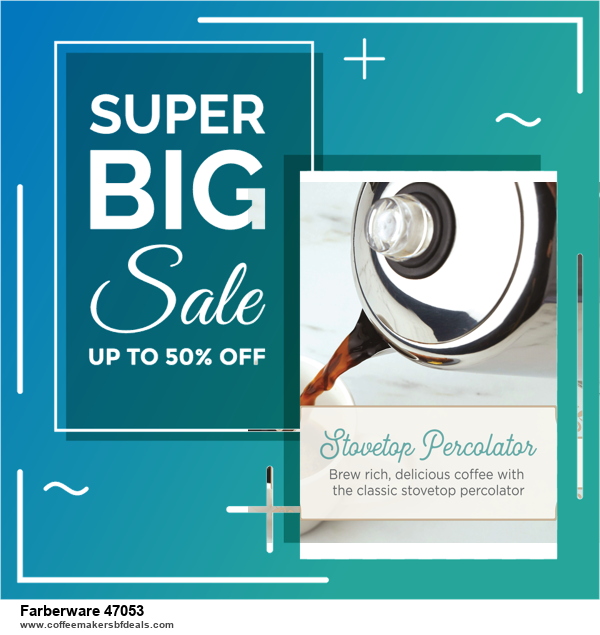 SUPER
BIG
Sale
UP TO 50% OFF
Stovetop Percolator
Brew rich, delicious coffee with
the classic stovetop percolator
Farberware 47053
www.coffeemakersbfdeals.com